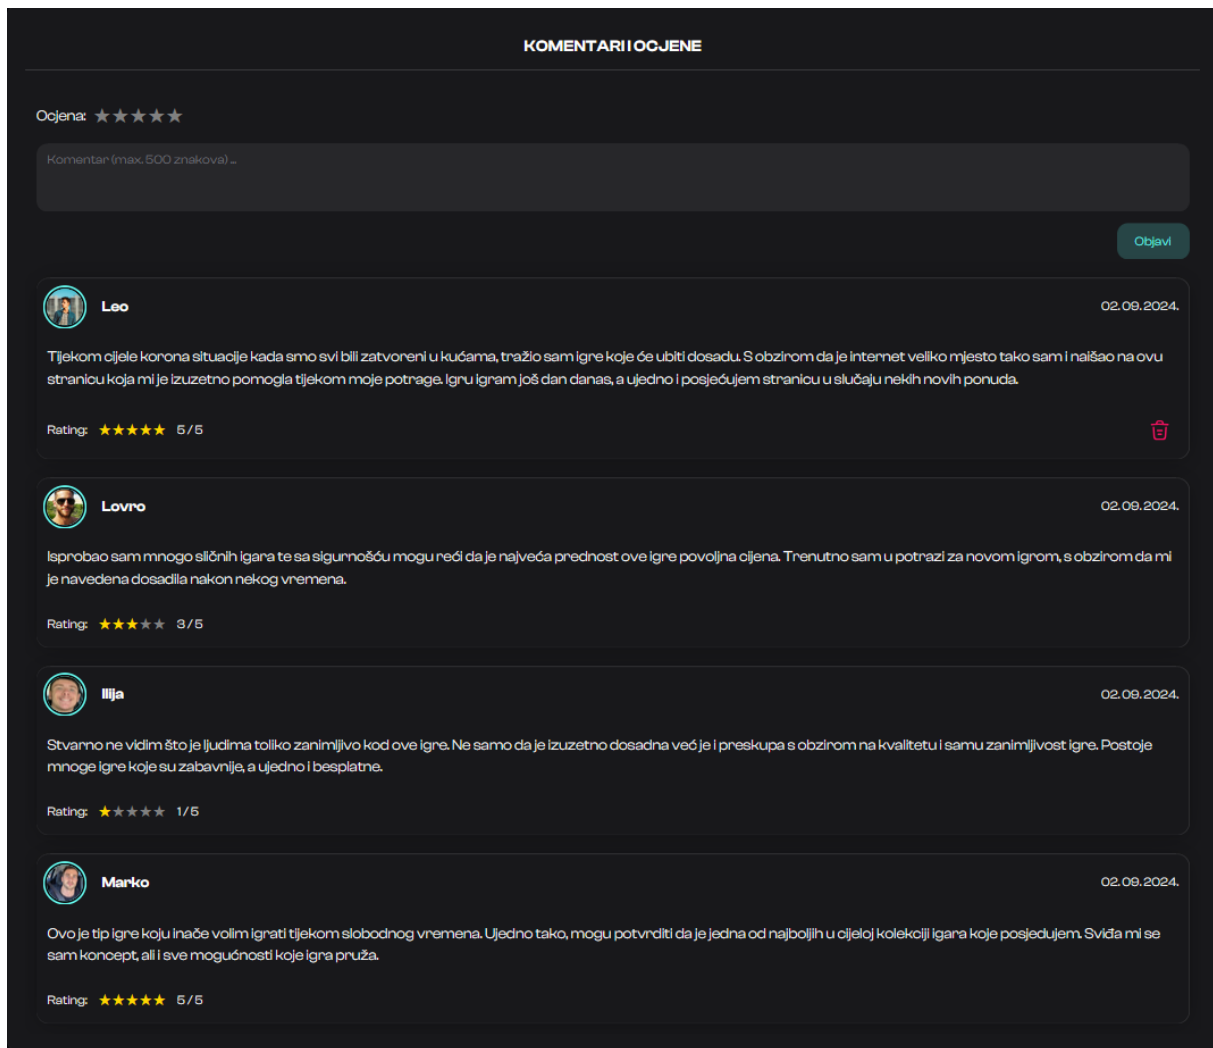 KOMENTARI I OCJENE
Ocjena:
Komentar (max. 500 znakova) ...
Objavi
Leo
02.09.2024.
Tijekom cijele korona situacije kada smo svi bili zatvoreni u kućama, tražio sam igre koje će ubiti dosadu. S obzirom da je internet veliko mjesto tako sam i naišao na ovu
stranicu koja mi je izuzetno pomogla tijekom moje potrage. Igru igram još dan danas, a ujedno i posjećujem stranicu u slučaju nekih novih ponuda.
Rating: ★★★★★ 5/5
Lovro
02.09.2024.
Isprobao sam mnogo sličnih igara te sa sigurnošću mogu reći da je najveća prednost ove igre povoljna cijena. Trenutno sam u potrazi za novom igrom, s obzirom da mi
je navedena dosadila nakon nekog vremena.
Rating: ★★★★★ 3/5
Ilija
02.09.2024.
Stvarno ne vidim što je ljudima toliko zanimljivo kod ove igre. Ne samo da je izuzetno dosadna već je i preskupa s obzirom na kvalitetu i samu zanimljivost igre. Postoje
mnoge igre koje su zabavnije, a ujedno i besplatne.
Rating: ★★★★★ 1/5
Marko
02.09.2024.
Ovo je tip igre koju inače volim igrati tijekom slobodnog vremena. Ujedno tako, mogu potvrditi da je jedna od najboljih u cijeloj kolekciji igara koje posjedujem. Sviđa mi se
sam koncept, ali i sve mogućnosti koje igra pruža.
Rating: ★★★★★ 5/5